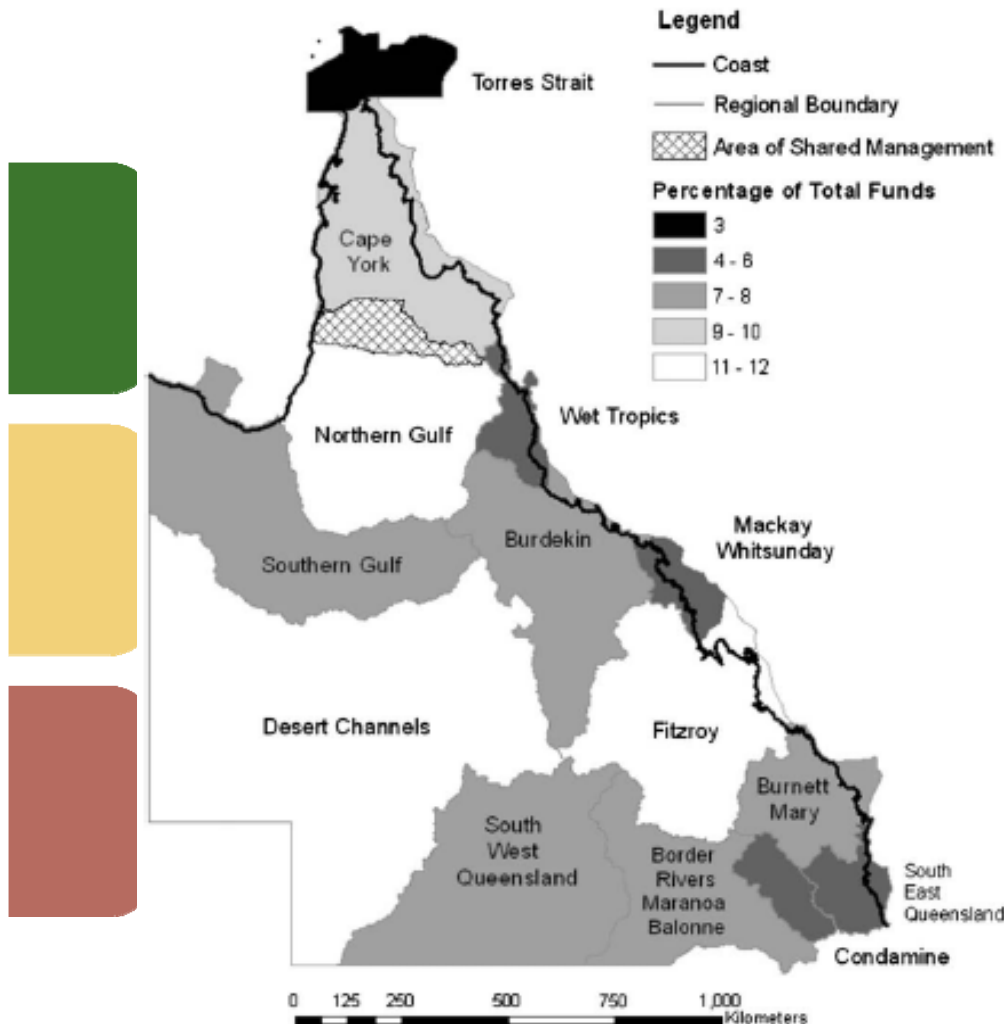 Legend
Coast
Regional Boundary
Area of Shared Management
Percentage of Total Funds
3
4 - 6
7 - 8
9 - 10
11 - 12
Torres Strait
Cape
York
Northern Gulf
Wet Tropics
Mackay
Whitsunday
Burdekin
Southern Gulf
Desert Channels
Fitzroy
Burnett
Mary
South
West
Queensland
Border
Rivers
Maranoa
Balonne
South
East
Queensland
Condamine
0 125 250 500 750 1,000
Kilometers